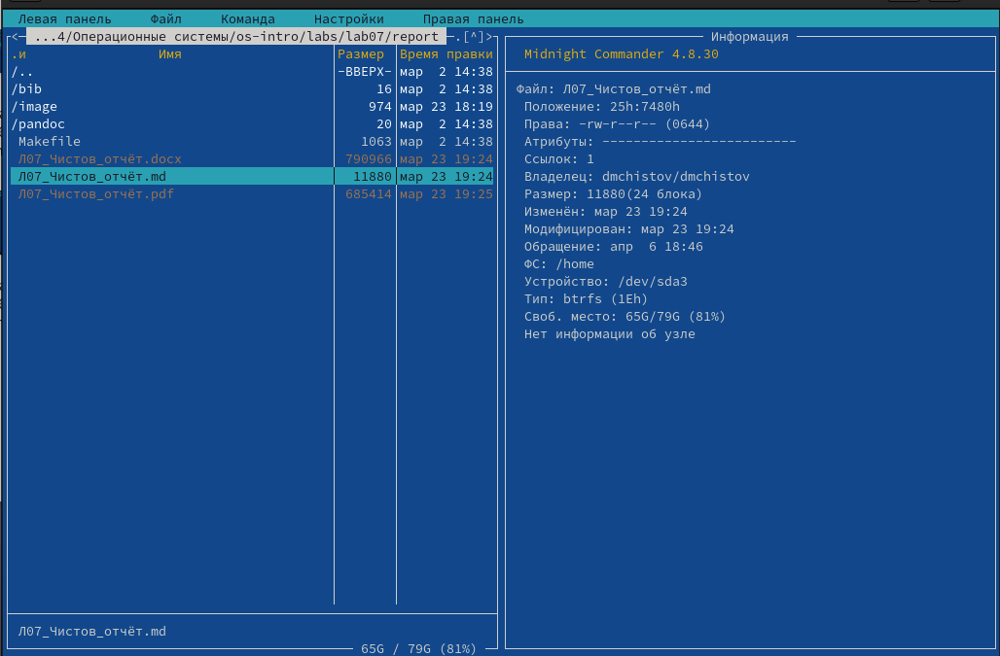 Левая панель Файл Команда Настройки Правая панель
<─ ...4/Операционные системы/os-intro/labs/lab07/report ─.[^]>
.и Имя Размер Время правки
/.. -ВВЕРХ- мар 2 14:38
/bib 16 мар 2 14:38
/image 974 мар 23 18:19
/pandoc 20 мар 2 14:38
Makefile 1063 мар 2 14:38
Л07_Чистов_отчёт.docx 790966 мар 23 19:24
Л07_Чистов_отчёт.md 11880 мар 23 19:24
Л07_Чистов_отчёт.pdf 685414 мар 23 19:25
Л07_Чистов_отчёт.md
65G / 79G (81%)
Информация
Midnight Commander 4.8.30
Файл: Л07_Чистов_отчёт.md
Положение: 25h:7480h
Права: -rw-r--r-- (0644)
Атрибуты: -------------------------
Ссылок: 1
Владелец: dmchistov/dmchistov
Размер: 11880(24 блока)
Изменён: мар 23 19:24
Модифицирован: мар 23 19:24
Обращение: апр 6 18:46
ФС: /home
Устройство: /dev/sda3
Тип: btrfs (1Eh)
Своб. место: 65G/79G (81%)
Нет информации об узле